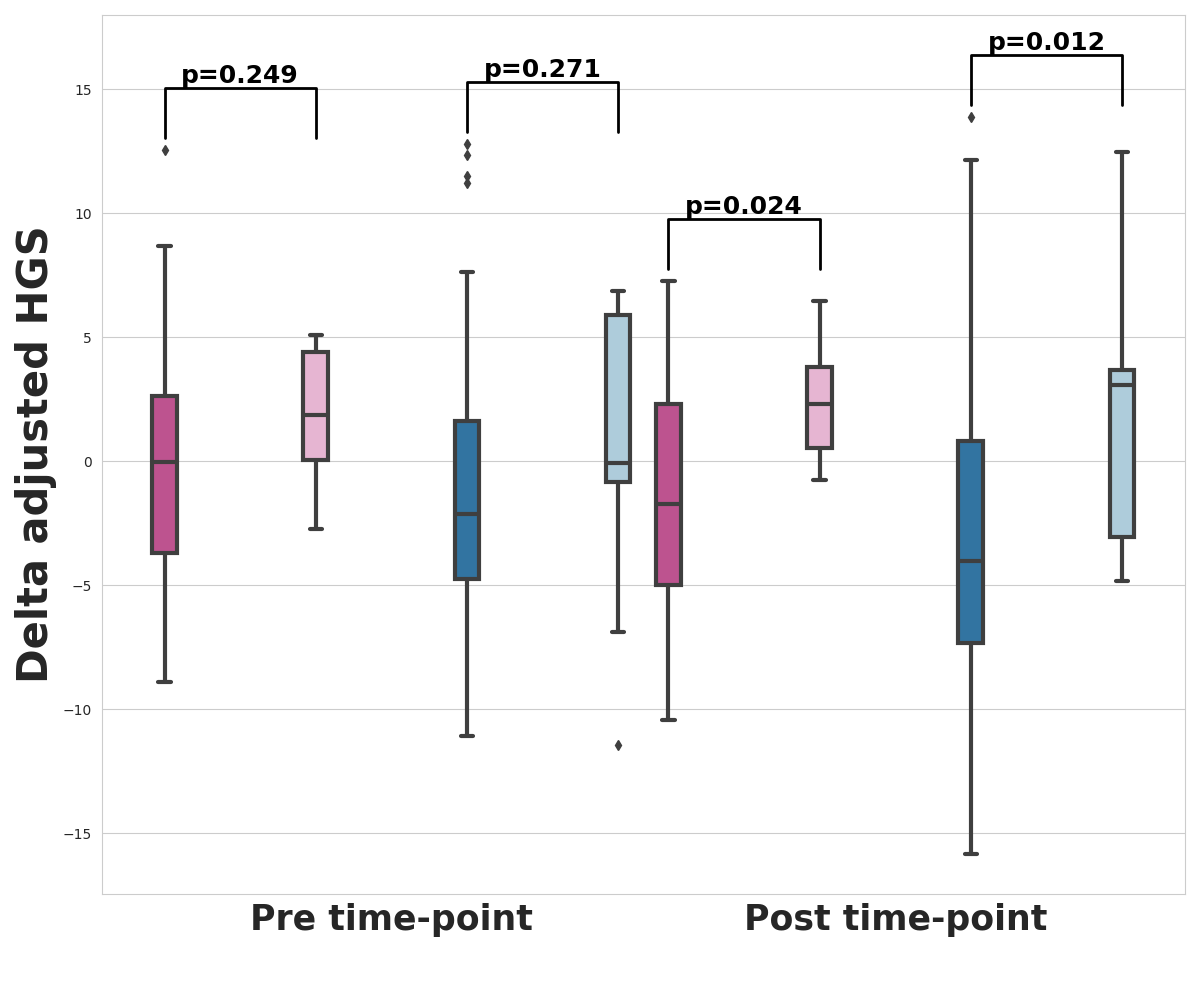 p=0.249
p=0.271
p=0.012
p=0.024
Delta adjusted HGS
15
10
5
0
−5
−10
−15
Pre time-point
Post time-point